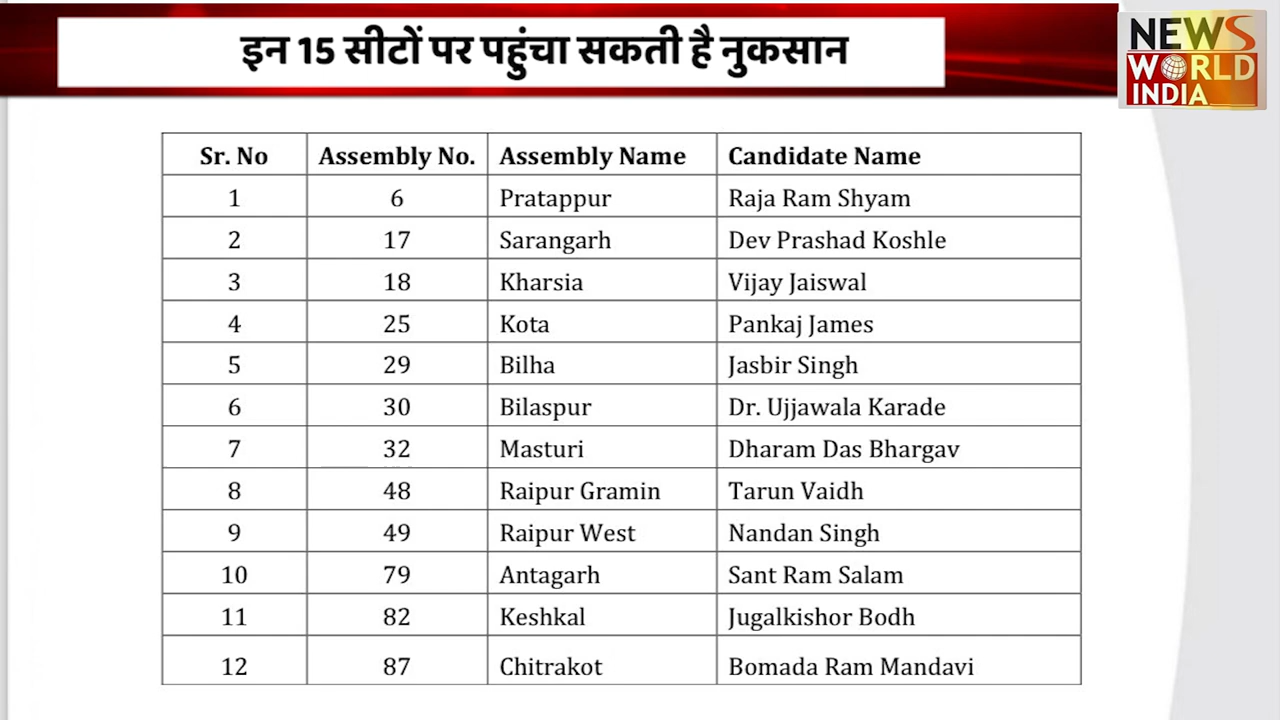 इन 15 सीटों पर पहुंचा सकती है नुकसान
NEWS
WORLD
INDIA
Sr. No Assembly No. Assembly Name Candidate Name
1 6 Pratappur Raja Ram Shyam
2 17 Sarangarh Dev Prashad Koshle
3 18 Kharsia Vijay Jaiswal
4 25 Kota Pankaj James
5 29 Bilha Jasbir Singh
6 30 Bilaspur Dr. Ujjawala Karade
7 32 Masturi Dharam Das Bhargav
8 48 Raipur Gramin Tarun Vaidh
9 49 Raipur West Nandan Singh
10 79 Antagarh Sant Ram Salam
11 82 Keshkal Jugalkishor Bodh
12 87 Chitrakot Bomada Ram Mandavi